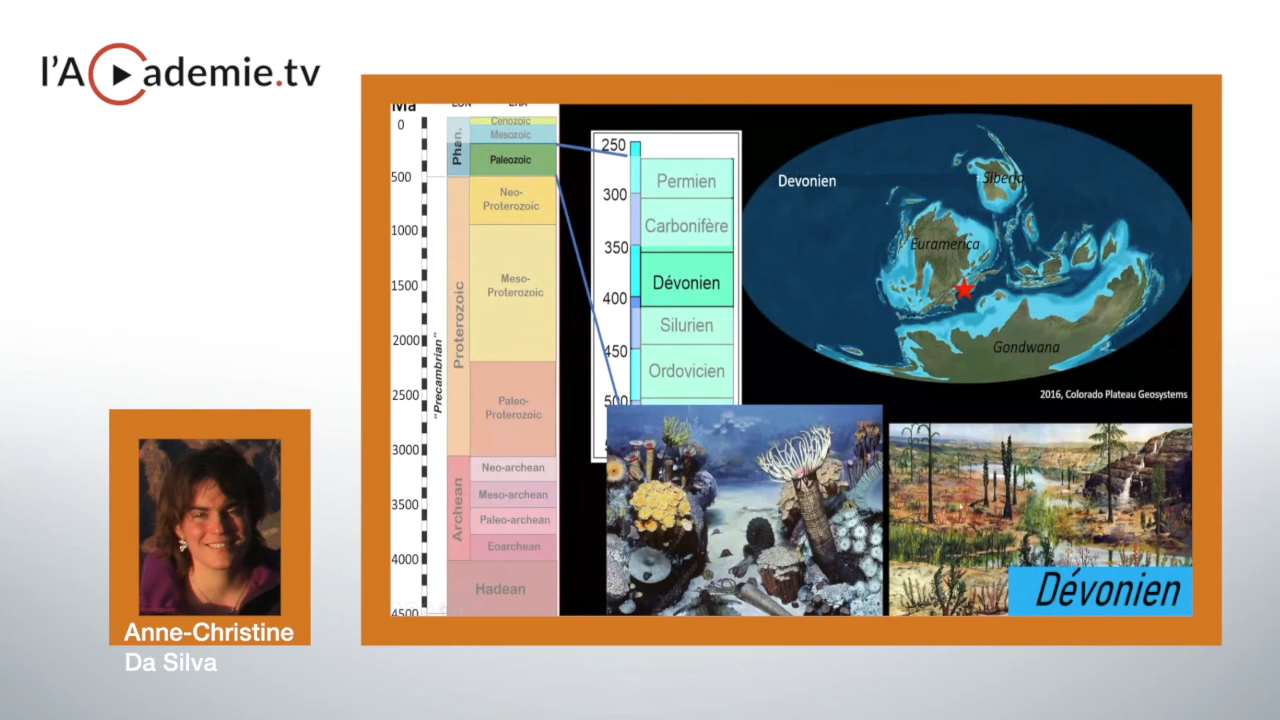 l'Academie.tv
Ma
0
500
1000
1500
2000
2500
3000
3500
4000
4500
"Precambrian"
Phan.
Proterozoic
Archean
Hadean
Cenozoic
Mesozoic
Paleozoic
Neo-
Proterozoic
Meso-
Proterozoic
Paleo-
Proterozoic
Neo-archean
Meso-archean
Paleo-archean
Eoarchean
250
300
350
400
450
500
Permien
Carbonifère
Dévonien
Silurien
Ordovicien
Devonien
Siberia
Euramerica
Gondwana
2016, Colorado Plateau Geosystems
Dévonien
Anne-Christine
Da Silva